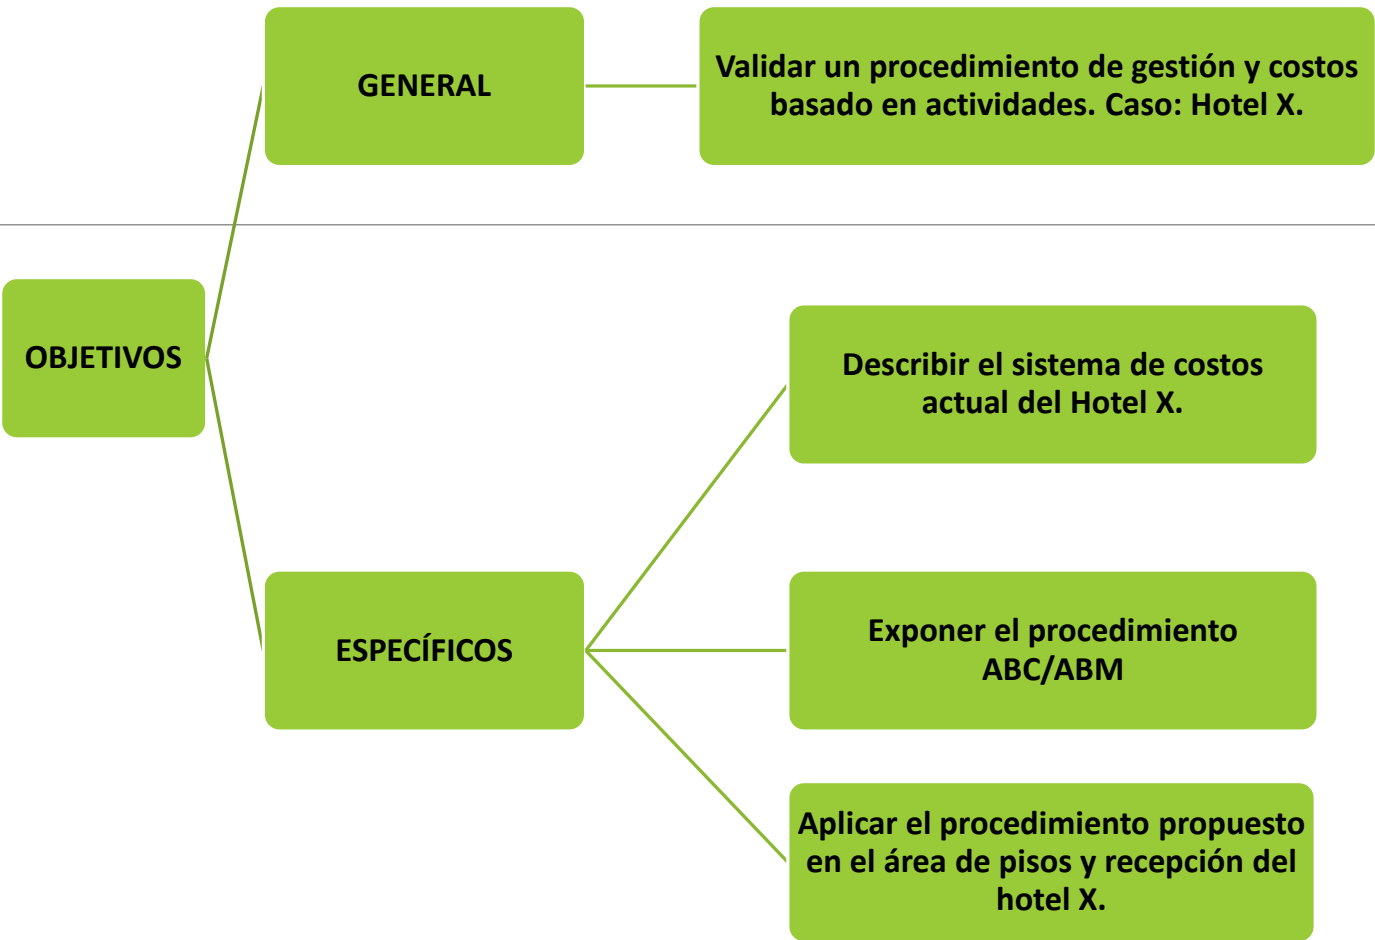 GENERAL
Validar un procedimiento de gestión y costos
basado en actividades. Caso: Hotel X.
OBJETIVOS
Describir el sistema de costos
actual del Hotel X.
ESPECÍFICOS
Exponer el procedimiento
ABC/ABM
Aplicar el procedimiento propuesto
en el área de pisos y recepción del
hotel X.